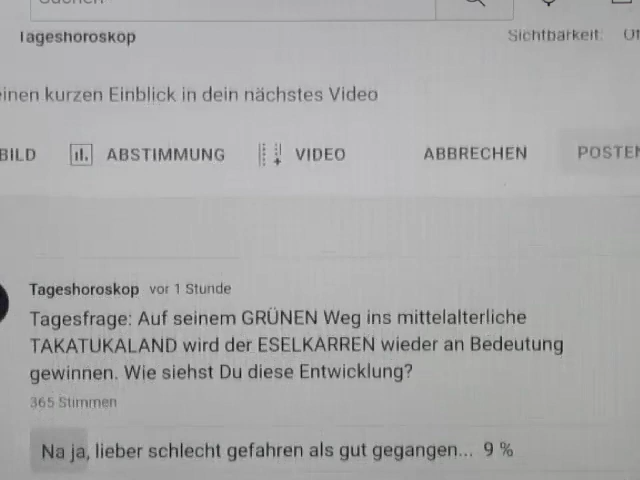 Tageshoroskop Sichtbarkeit:
einen kurzen Einblick in dein nächstes Video
BILD ABSTIMMUNG VIDEO ABBRECHEN POSTEN
Tageshoroskop vor 1 Stunde
Tagesfrage: Auf seinem GRÜNEN Weg ins mittelalterliche
TAKATUKALAND wird der ESELKARREN wieder an Bedeutung
gewinnen. Wie siehst Du diese Entwicklung?
365 Stimmen
Na ja, lieber schlecht gefahren als gut gegangen... 9 %